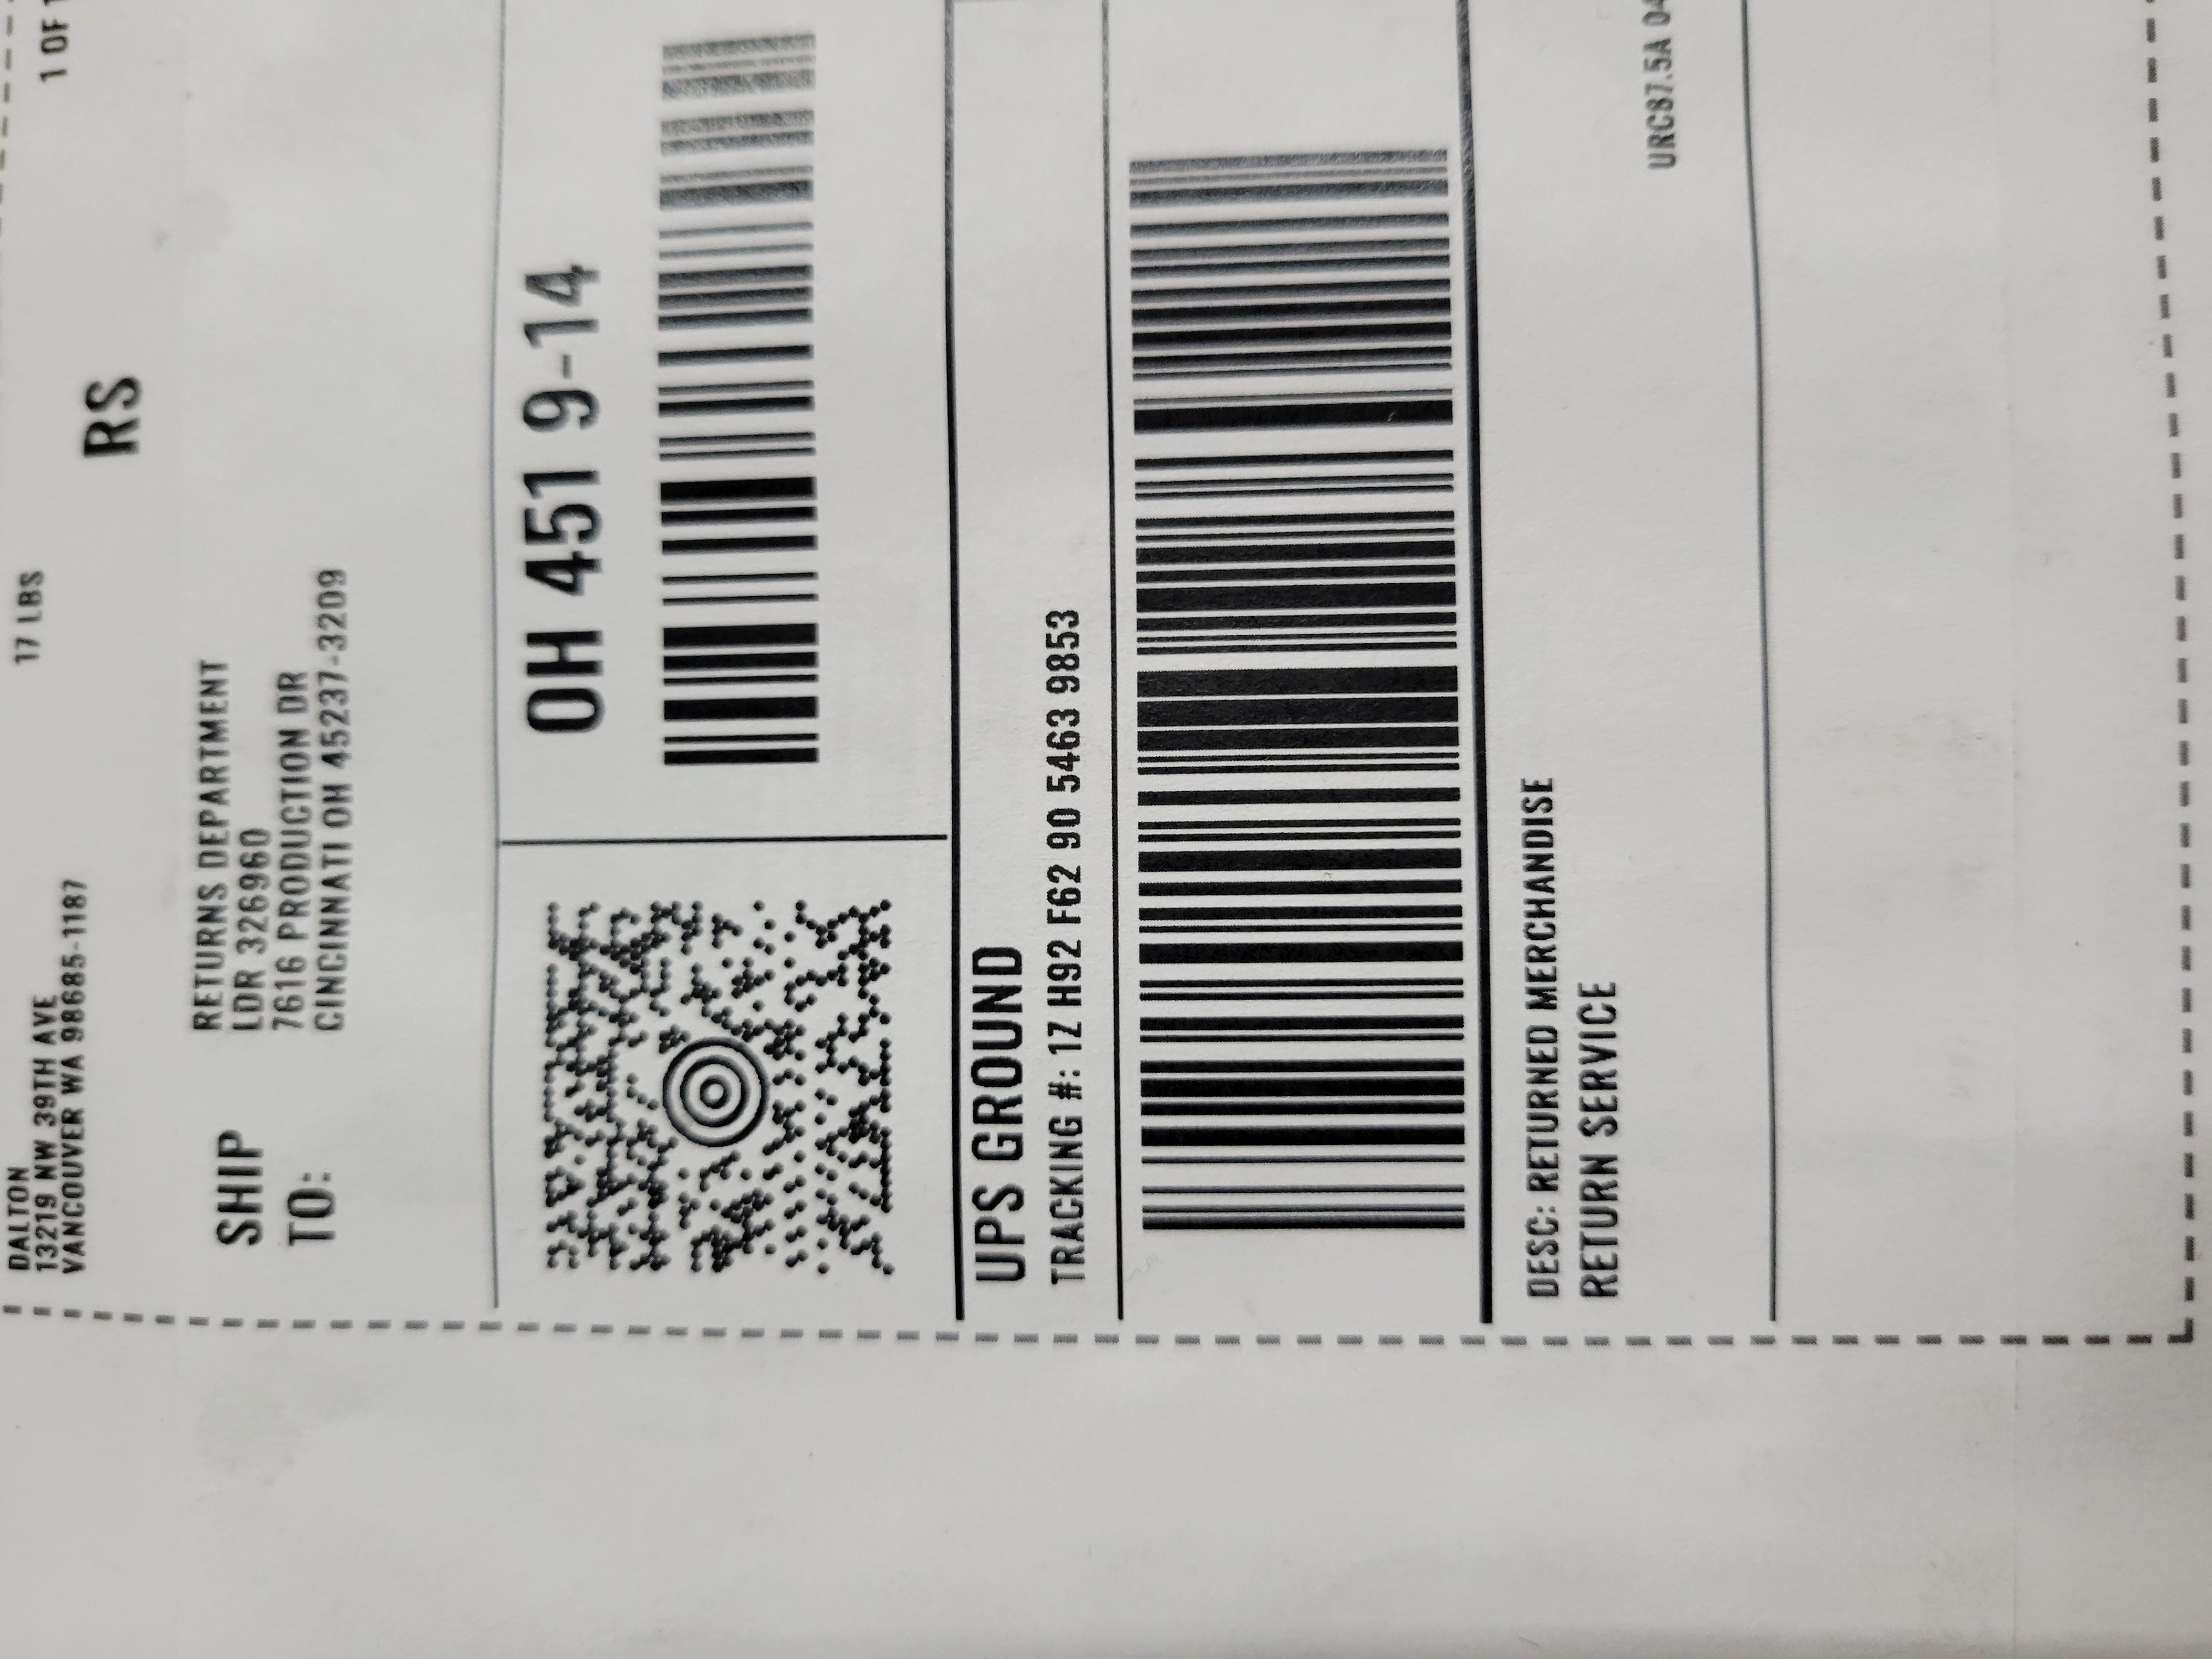 DALTON
13219 NW 39TH AVE
VANCOUVER WA 98685-1187
17 LBS
1 OF
RS
SHIP
TO:
RETURNS DEPARTMENT
LDR 326960
7616 PRODUCTION DR
CINCINNATI OH 45237-3209
OH 451 9-14
UPS GROUND
TRACKING #: 1Z H92 F62 90 5463 9853
DESC: RETURNED MERCHANDISE
RETURN SERVICE
URC87.5A 04